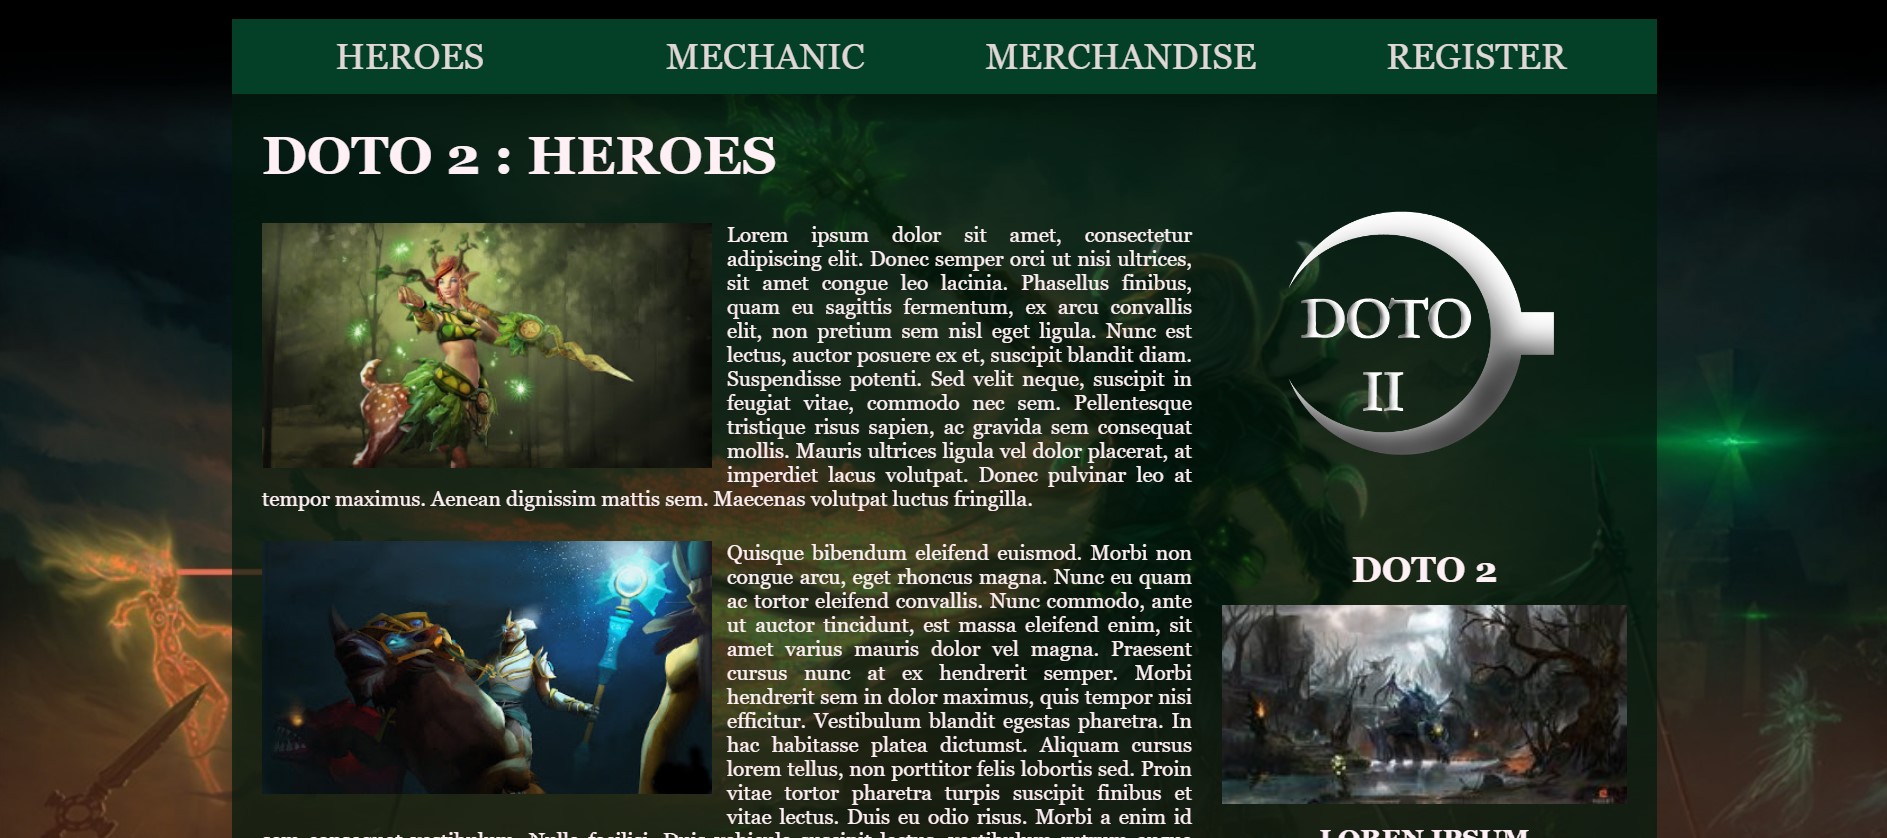 HEROES MECHANIC MERCHANDISE REGISTER
DOTO 2 : HEROES
Lorem ipsum dolor sit amet, consectetur
adipiscing elit. Donec semper orci ut nisi ultrices,
sit amet congue leo lacinia. Phasellus finibus,
quam eu sagittis fermentum, ex arcu convallis
elit, non pretium sem nisl eget ligula. Nunc est
lectus, auctor posuere ex et, suscipit blandit diam.
Suspendisse potenti. Sed velit neque, suscipit in
feugiat vitae, commodo nec sem. Pellentesque
tristique risus sapien, ac gravida sem consequat
mollis. Mauris ultrices ligula vel dolor placerat, at
imperdiet lacus volutpat. Donec pulvinar leo at
tempor maximus. Aenean dignissim mattis sem. Maecenas volutpat luctus fringilla.
Quisque bibendum eleifend euismod. Morbi non
congue arcu, eget rhoncus magna. Nunc eu quam
ac tortor eleifend convallis. Nunc commodo, ante
ut auctor tincidunt, est massa eleifend enim, sit
amet varius mauris dolor vel magna. Praesent
cursus nunc at ex hendrerit semper. Morbi
hendrerit sem in dolor maximus, quis tempor nisi
efficitur. Vestibulum blandit egestas pharetra. In
hac habitasse platea dictumst. Aliquam cursus
lorem tellus, non porttitor felis lobortis sed. Proin
vitae tortor pharetra turpis suscipit finibus et
vitae lectus. Duis eu odio risus. Morbi a enim id
DOTO
II
DOTO 2
LOREN IPSUM